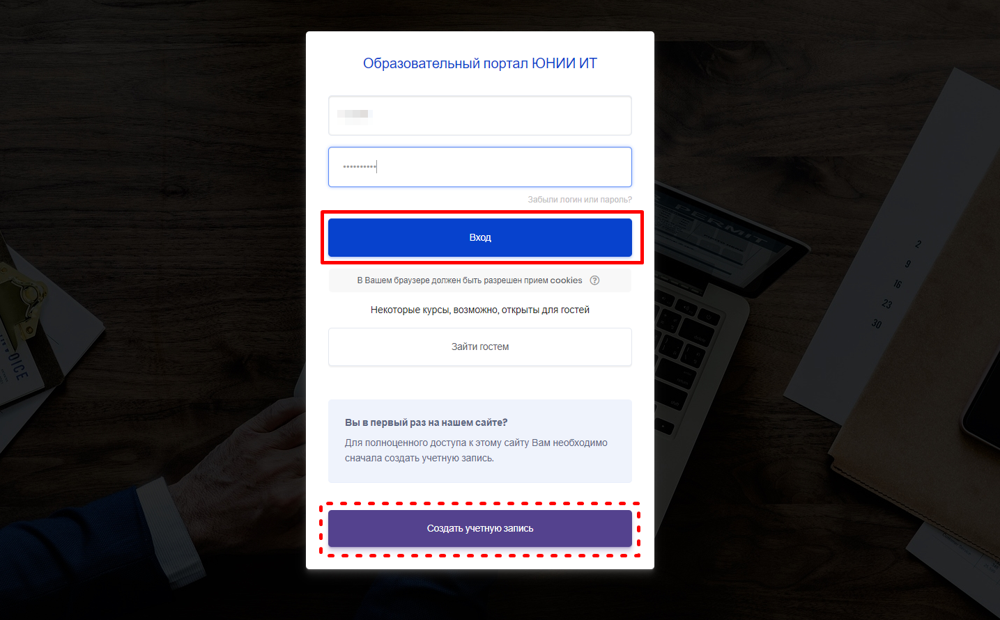 Образовательный портал ЮНИИ ИТ
••••••••••
Забыли логин или пароль?
Вход
В Вашем браузере должен быть разрешен прием cookies
Некоторые курсы, возможно, открыты для гостей
Зайти гостем
Вы в первый раз на нашем сайте?
Для полноценного доступа к этому сайту Вам необходимо
сначала создать учетную запись.
Создать учетную запись
PERMIT
2
9
16
23
30
OICE